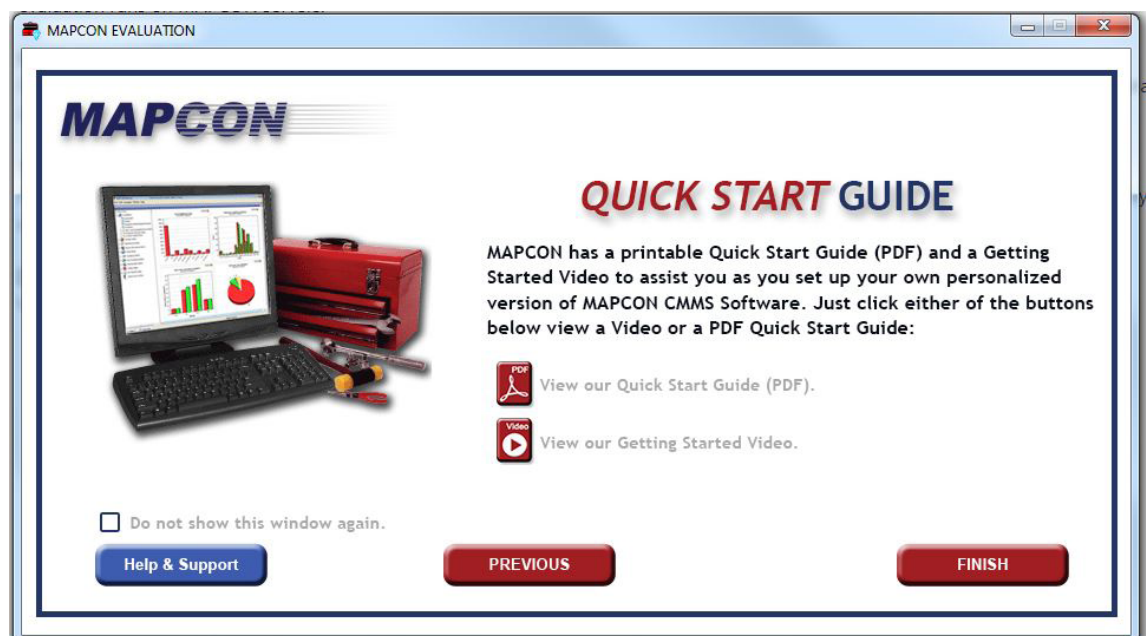 MAPCON EVALUATION
MAPCON
QUICK START GUIDE
MAPCON has a printable Quick Start Guide (PDF) and a Getting
Started Video to assist you as you set up your own personalized
version of MAPCON CMMS Software. Just click either of the buttons
below view a Video or a PDF Quick Start Guide:
PDF
View our Quick Start Guide (PDF).
Video
View our Getting Started Video.
Do not show this window again.
Help & Support
PREVIOUS
FINISH